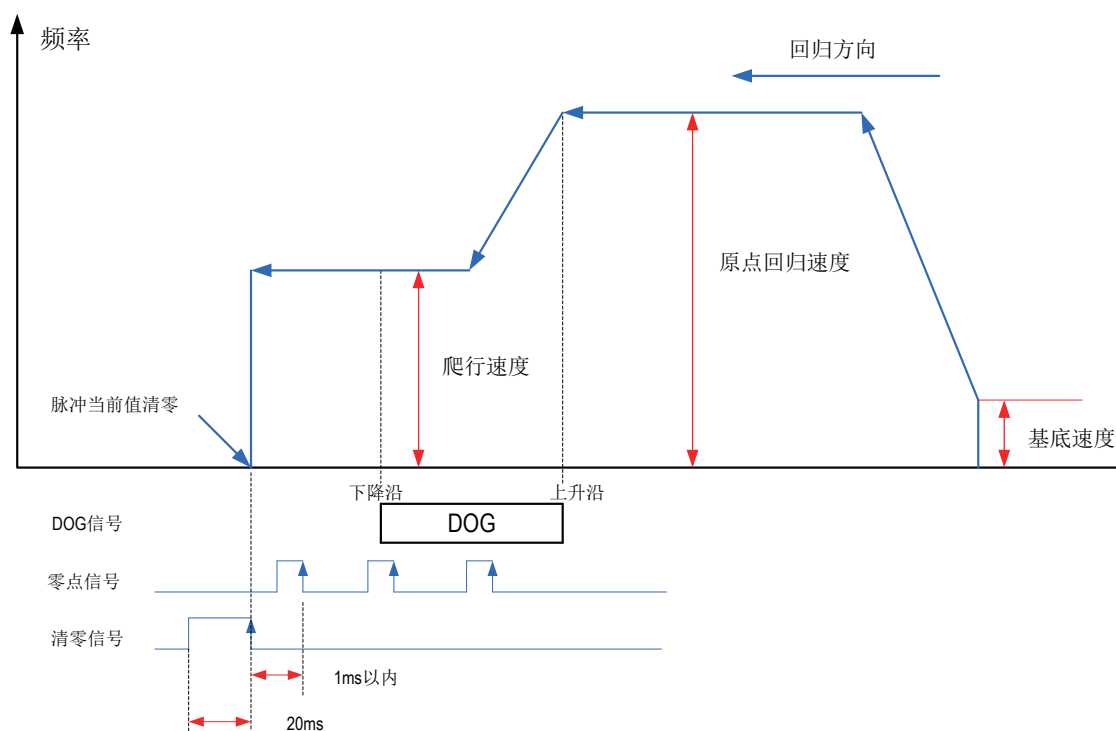 频率
回归方向
原点回归速度
爬行速度
脉冲当前值清零
基底速度
下降沿
上升沿
DOG信号
DOG
零点信号
清零信号
1ms以内
20ms